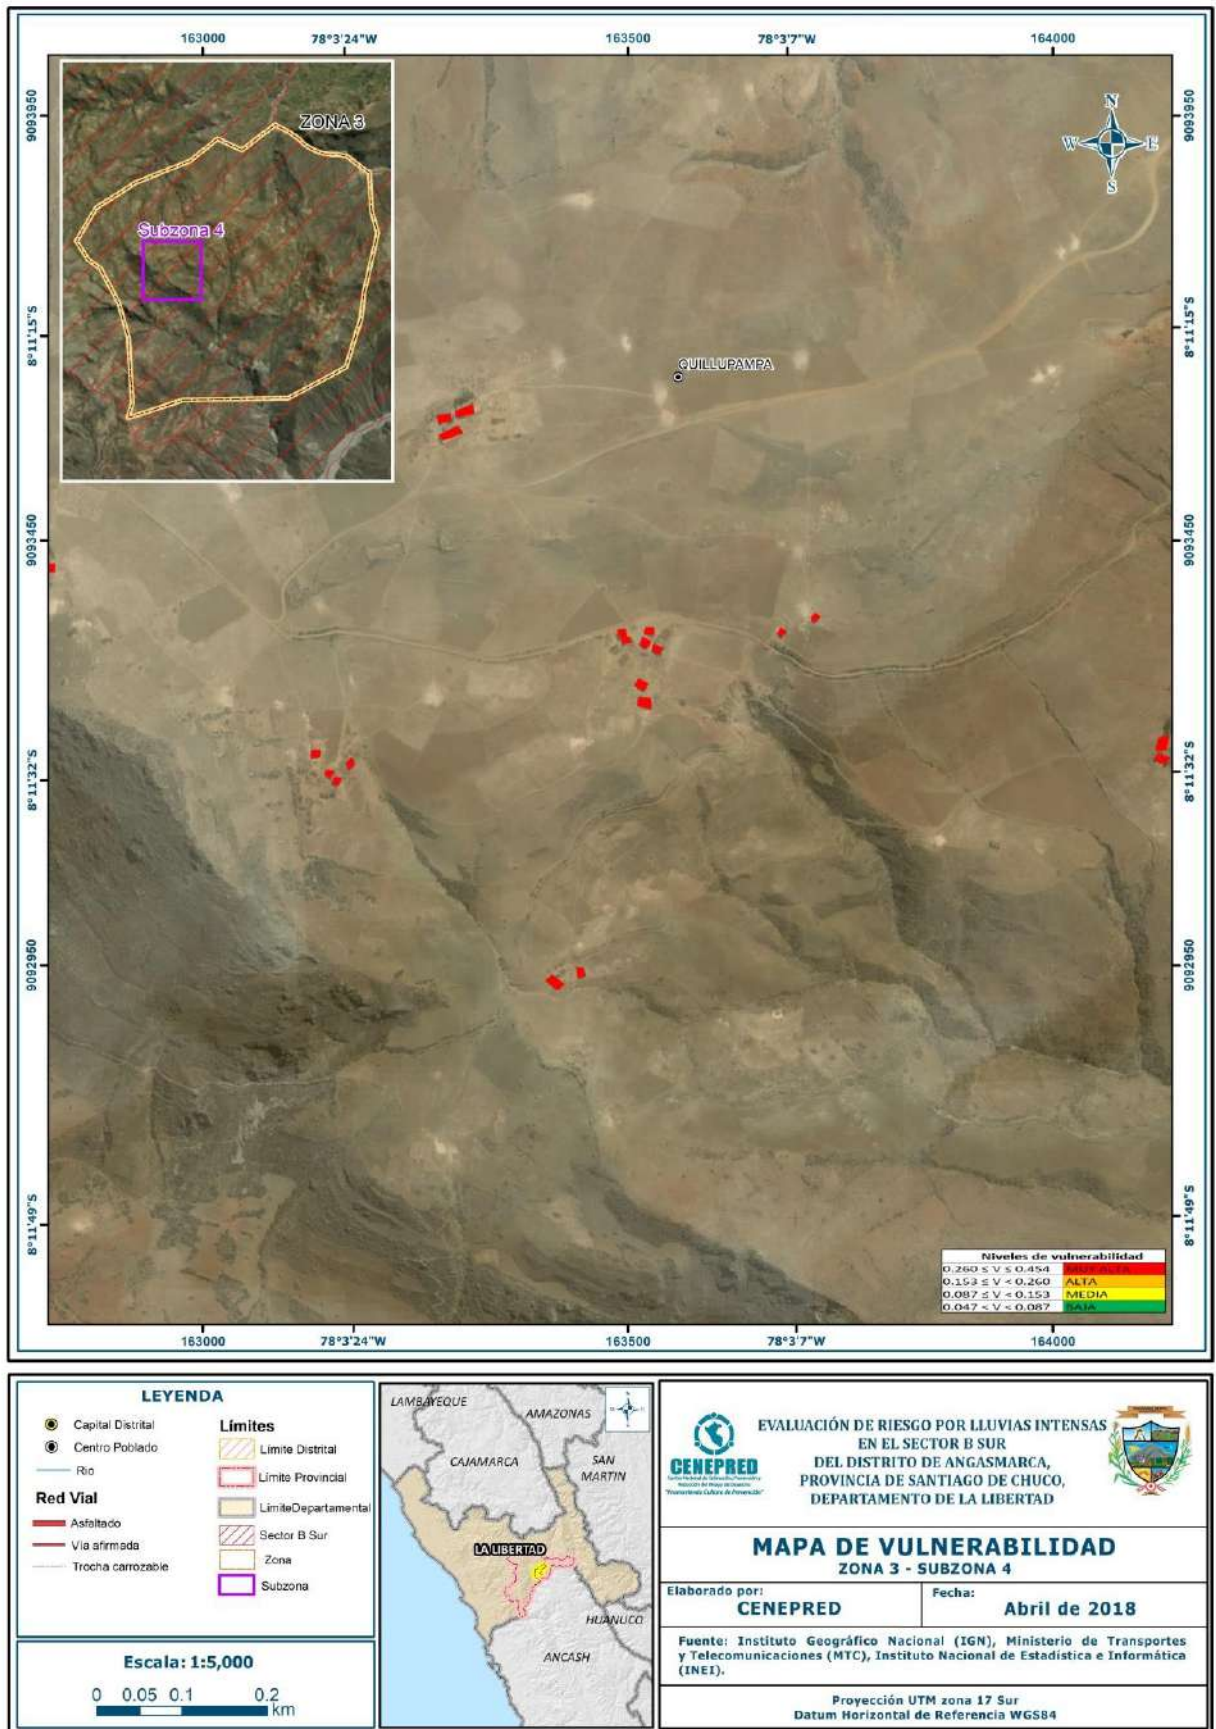 163000
78°3'24"W
163500
78°3'7"W
164000
9093950
9093950
ZONA 3
Subzona 4
N
W
E
S
8°11'15"S
8°11'15"S
QUILLUPAMPA
9093450
9093450
8°11'32"S
8°11'32"S
9092950
9092950
8°11'49"S
8°11'49"S
Niveles de vulnerabilidad
0.260 ≤ V ≤ 0.454 MUY ALTA
0.153 ≤ V < 0.260 ALTA
0.087 ≤ V < 0.153 MEDIA
0.047 < V < 0.087 BAJA
163000
78°3'24"W
163500
78°3'7"W
164000
LEYENDA
Capital Distrital
Centro Poblado
Rio
Red Vial
Asfaltado
Via afirmada
Trocha carrozable
Límites
Limite Distrital
Limite Provincial
LimiteDepartamental
Sector B Sur
Zona
Subzona
Escala: 1:5,000
0 0.05 0.1 0.2
km
LAMBAYEQUE
AMAZONAS
CAJAMARCA
SAN
MARTIN
LA LIBERTAD
HUANUCO
ANCASH
CENEPRED
"Promoviendo Cultura de Prevención"
EVALUACIÓN DE RIESGO POR LLUVIAS INTENSAS
EN EL SECTOR B SUR
DEL DISTRITO DE ANGASMARCA,
PROVINCIA DE SANTIAGO DE CHUCO,
DEPARTAMENTO DE LA LIBERTAD
MAPA DE VULNERABILIDAD
ZONA 3 - SUBZONA 4
Elaborado por:
CENEPRED
Fecha:
Abril de 2018
Fuente: Instituto Geográfico Nacional (IGN), Ministerio de Transportes
y Telecomunicaciones (MTC), Instituto Nacional de Estadística e Informática
(INEI).
Proyección UTM zona 17 Sur
Datum Horizontal de Referencia WGS84